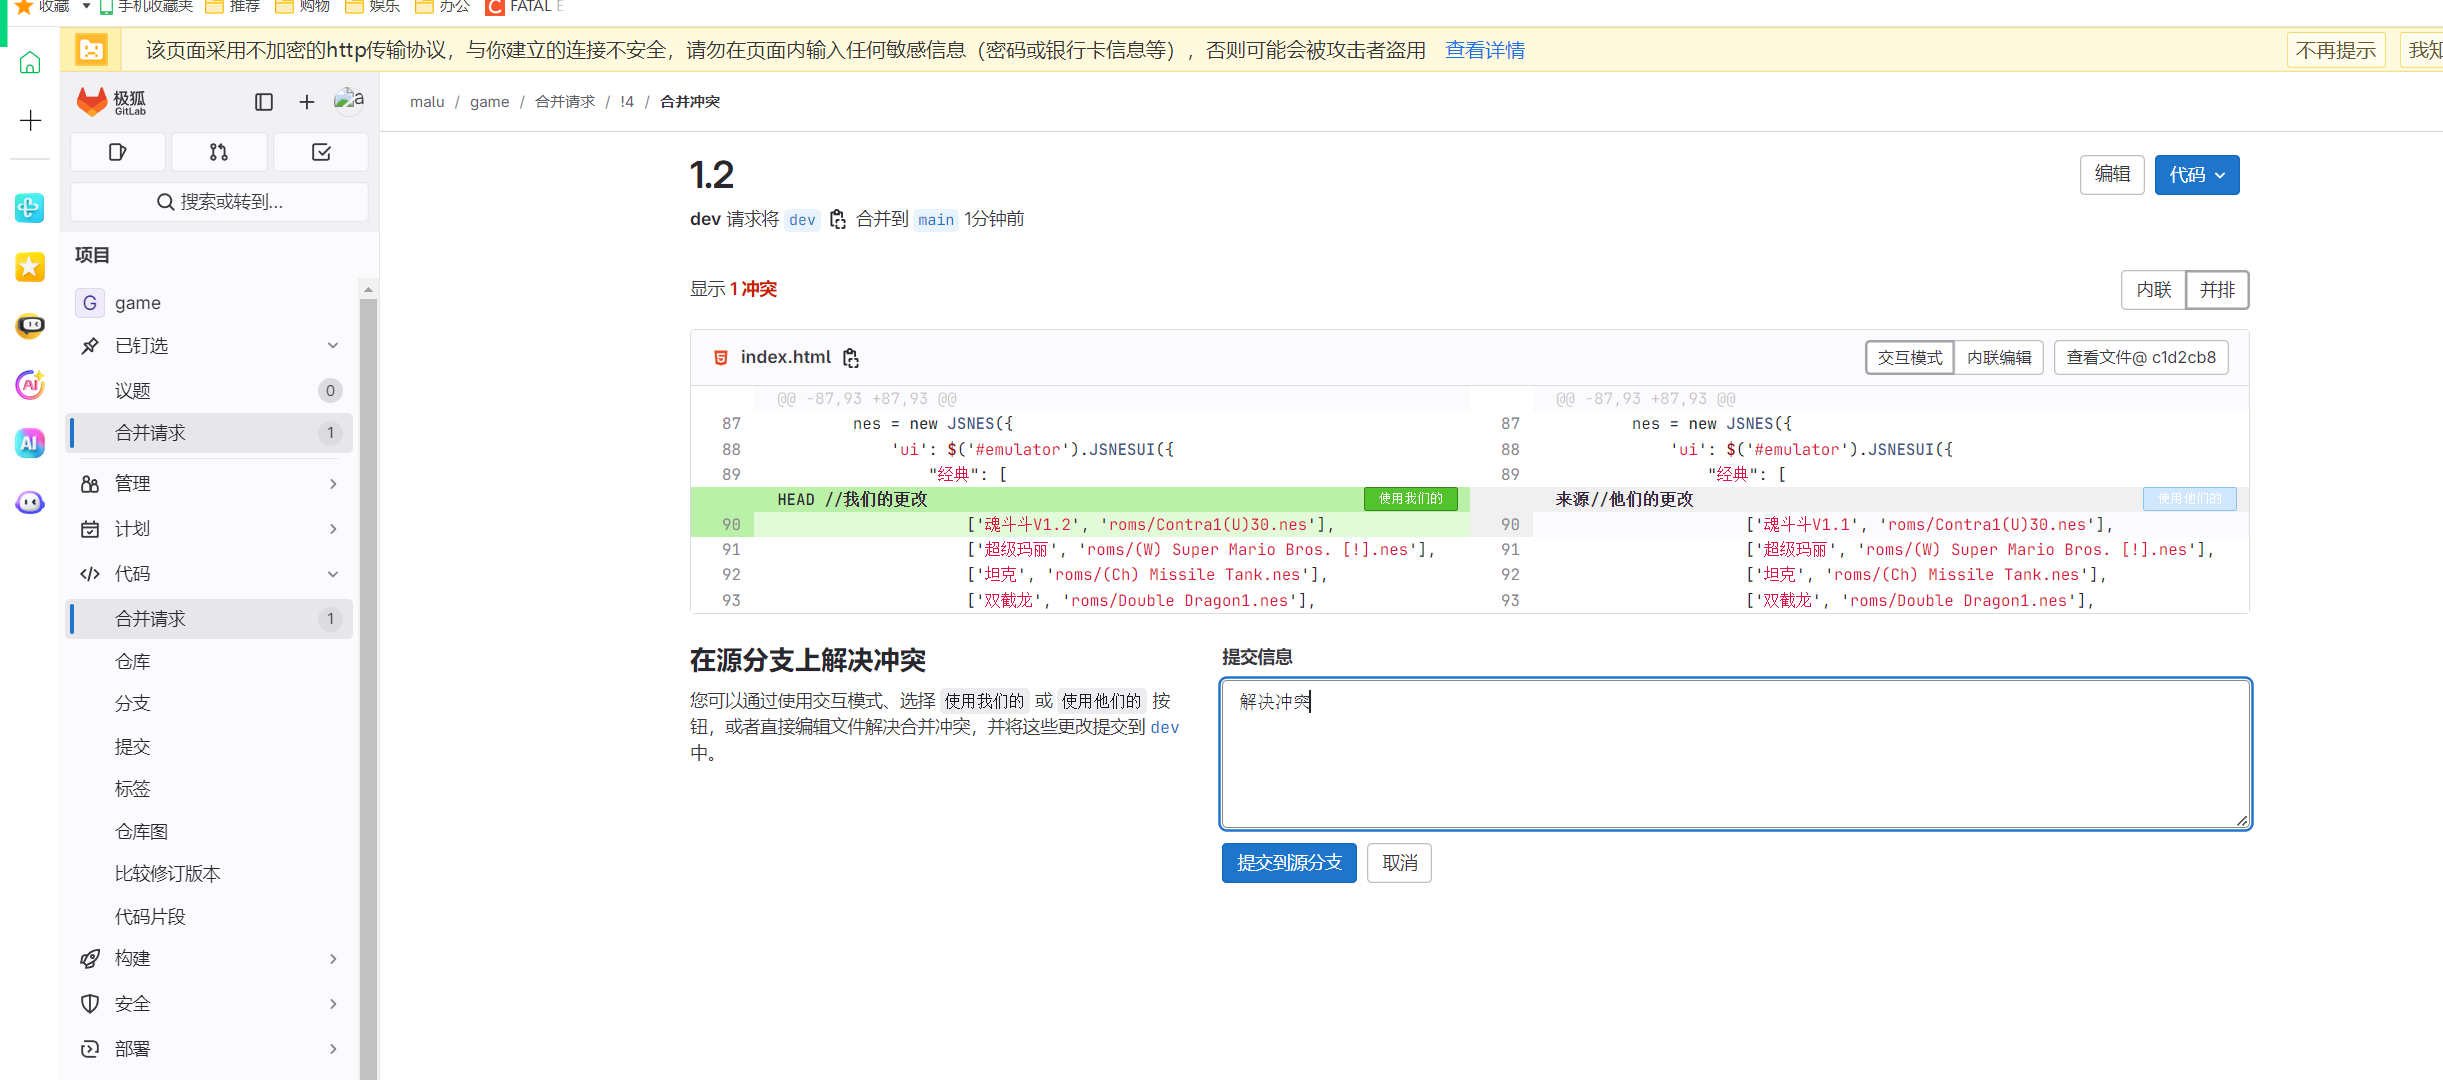 收藏 手机收藏夹 推荐 购物 娱乐 办公 FATAL E
该页面采用不加密的http传输协议，与你建立的连接不安全，请勿在页面内输入任何敏感信息（密码或银行卡信息等），否则可能会被攻击者盗用 查看详情 不再提示 我知
极狐
GitLab
a
搜索或转到...
项目
G game
已钉选
议题 0
合并请求 1
管理
计划
代码
合并请求 1
仓库
分支
提交
标签
仓库图
比较修订版本
代码片段
构建
安全
部署
malu / game / 合并请求 / !4 / 合并冲突
1.2
编辑 代码
dev 请求将 dev 合并到 main 1分钟前
显示 1 冲突
内联 并排
index.html
交互模式 内联编辑 查看文件@ c1d2cb8
@@ -87,93 +87,93 @@ @@ -87,93 +87,93 @@
87 nes = new JSNES({ 87 nes = new JSNES({
88 'ui': $('#emulator').JSNESUI({ 88 'ui': $('#emulator').JSNESUI({
89 "经典": [ 89 "经典": [
HEAD //我们的更改 使用我们的 来源//他们的更改 使用他们的
90 ['魂斗斗V1.2', 'roms/Contra1(U)30.nes'], 90 ['魂斗斗V1.1', 'roms/Contra1(U)30.nes'],
91 ['超级玛丽', 'roms/(W) Super Mario Bros. [!].nes'], 91 ['超级玛丽', 'roms/(W) Super Mario Bros. [!].nes'],
92 ['坦克', 'roms/(Ch) Missile Tank.nes'], 92 ['坦克', 'roms/(Ch) Missile Tank.nes'],
93 ['双截龙', 'roms/Double Dragon1.nes'], 93 ['双截龙', 'roms/Double Dragon1.nes'],
在源分支上解决冲突
您可以通过使用交互模式、选择 使用我们的 或 使用他们的 按
钮，或者直接编辑文件解决合并冲突，并将这些更改提交到 dev
中。
提交信息
解决冲突
提交到源分支 取消